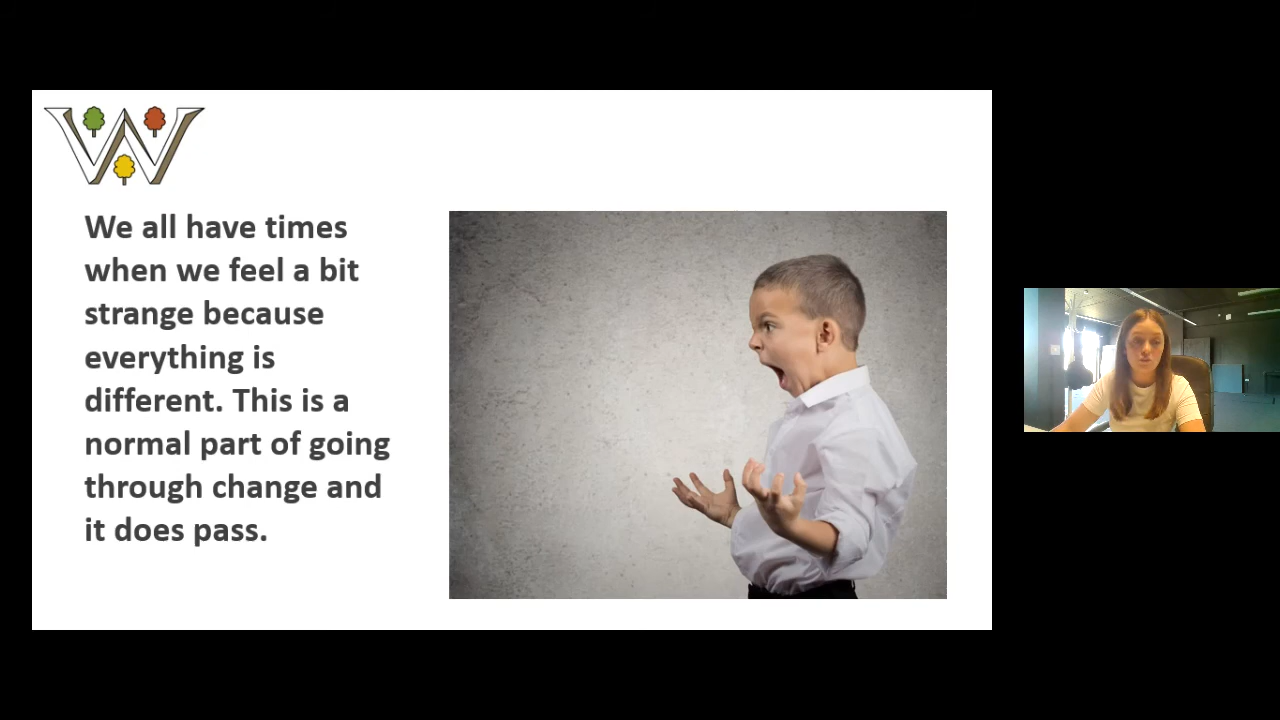 W
We all have times
when we feel a bit
strange because
everything is
different. This is a
normal part of going
through change and
it does pass.